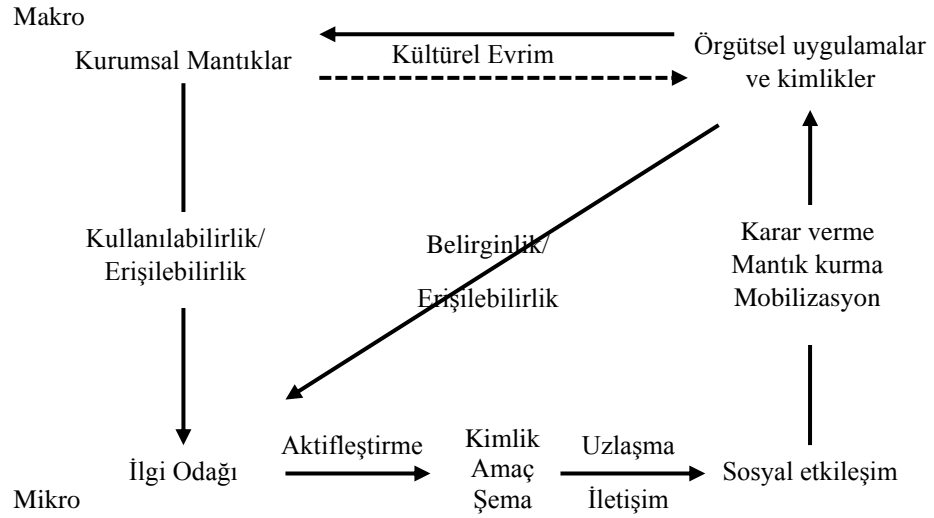 Makro
Kurumsal Mantıklar
Kültürel Evrim
Örgütsel uygulamalar
ve kimlikler
Kullanılabilirlik/
Erişilebilirlik
Belirginlik/
Erişilebilirlik
Karar verme
Mantık kurma
Mobilizasyon
İlgi Odağı
Aktifleştirme
Kimlik
Amaç
Şema
Uzlaşma
İletişim
Sosyal etkileşim
Mikro